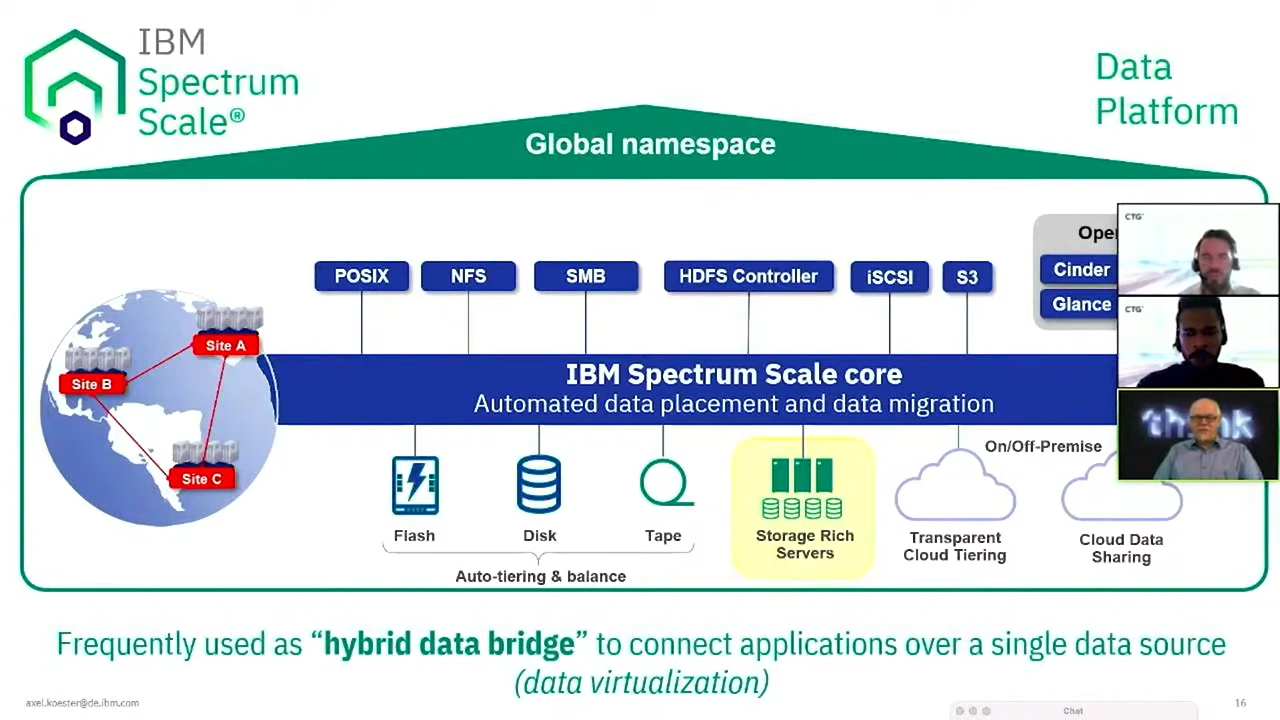 IBM
Spectrum
Scale®
Data
Platform
Global namespace
CTG
POSIX
NFS
SMB
HDFS Controller
iSCSI
S3
Cinder
Glance
CTG
Site A
Site B
Site C
IBM Spectrum Scale core
Automated data placement and data migration
think
On/Off-Premise
Flash
Disk
Tape
Storage Rich
Servers
Transparent
Cloud Tiering
Cloud Data
Sharing
Auto-tiering & balance
Frequently used as “hybrid data bridge” to connect applications over a single data source
(data virtualization)
axel.koester@de.ibm.com
Chat
16